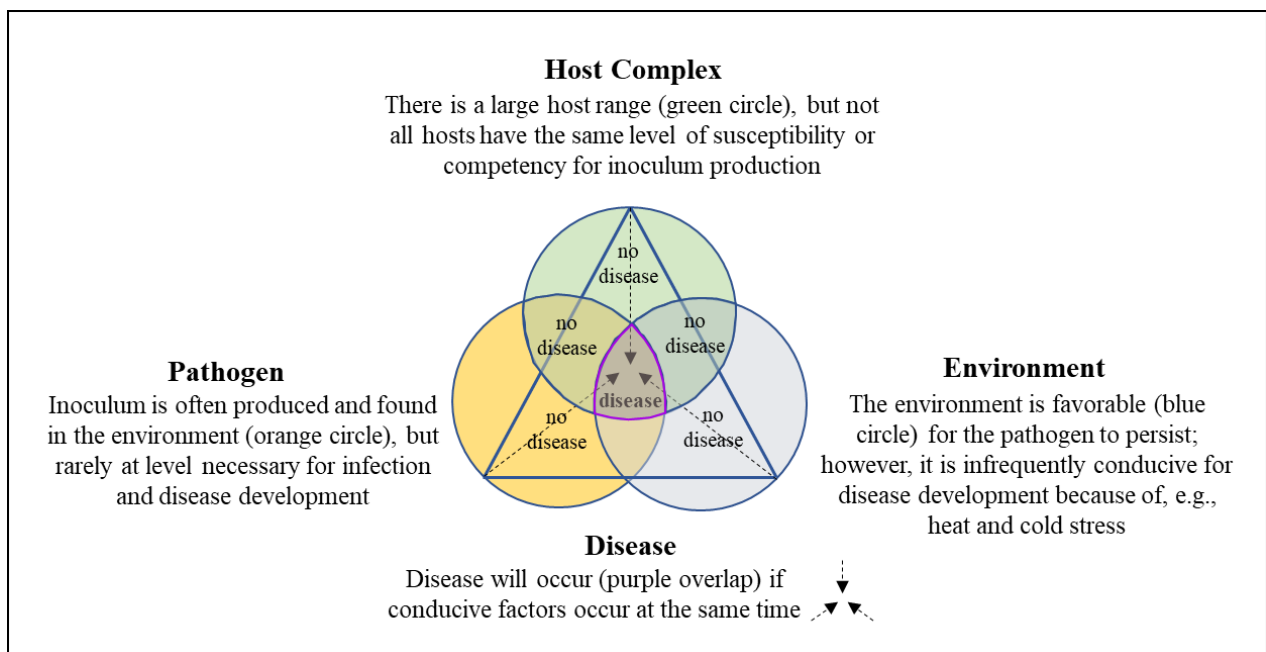 Host Complex
There is a large host range (green circle), but not
all hosts have the same level of susceptibility or
competency for inoculum production
no
disease
no
disease
no
disease
Pathogen
Inoculum is often produced and found
in the environment (orange circle), but
rarely at level necessary for infection
and disease development
disease
no
disease
no
disease
Environment
The environment is favorable (blue
circle) for the pathogen to persist;
however, it is infrequently conducive for
disease development because of, e.g.,
heat and cold stress
Disease
Disease will occur (purple overlap) if
conducive factors occur at the same time